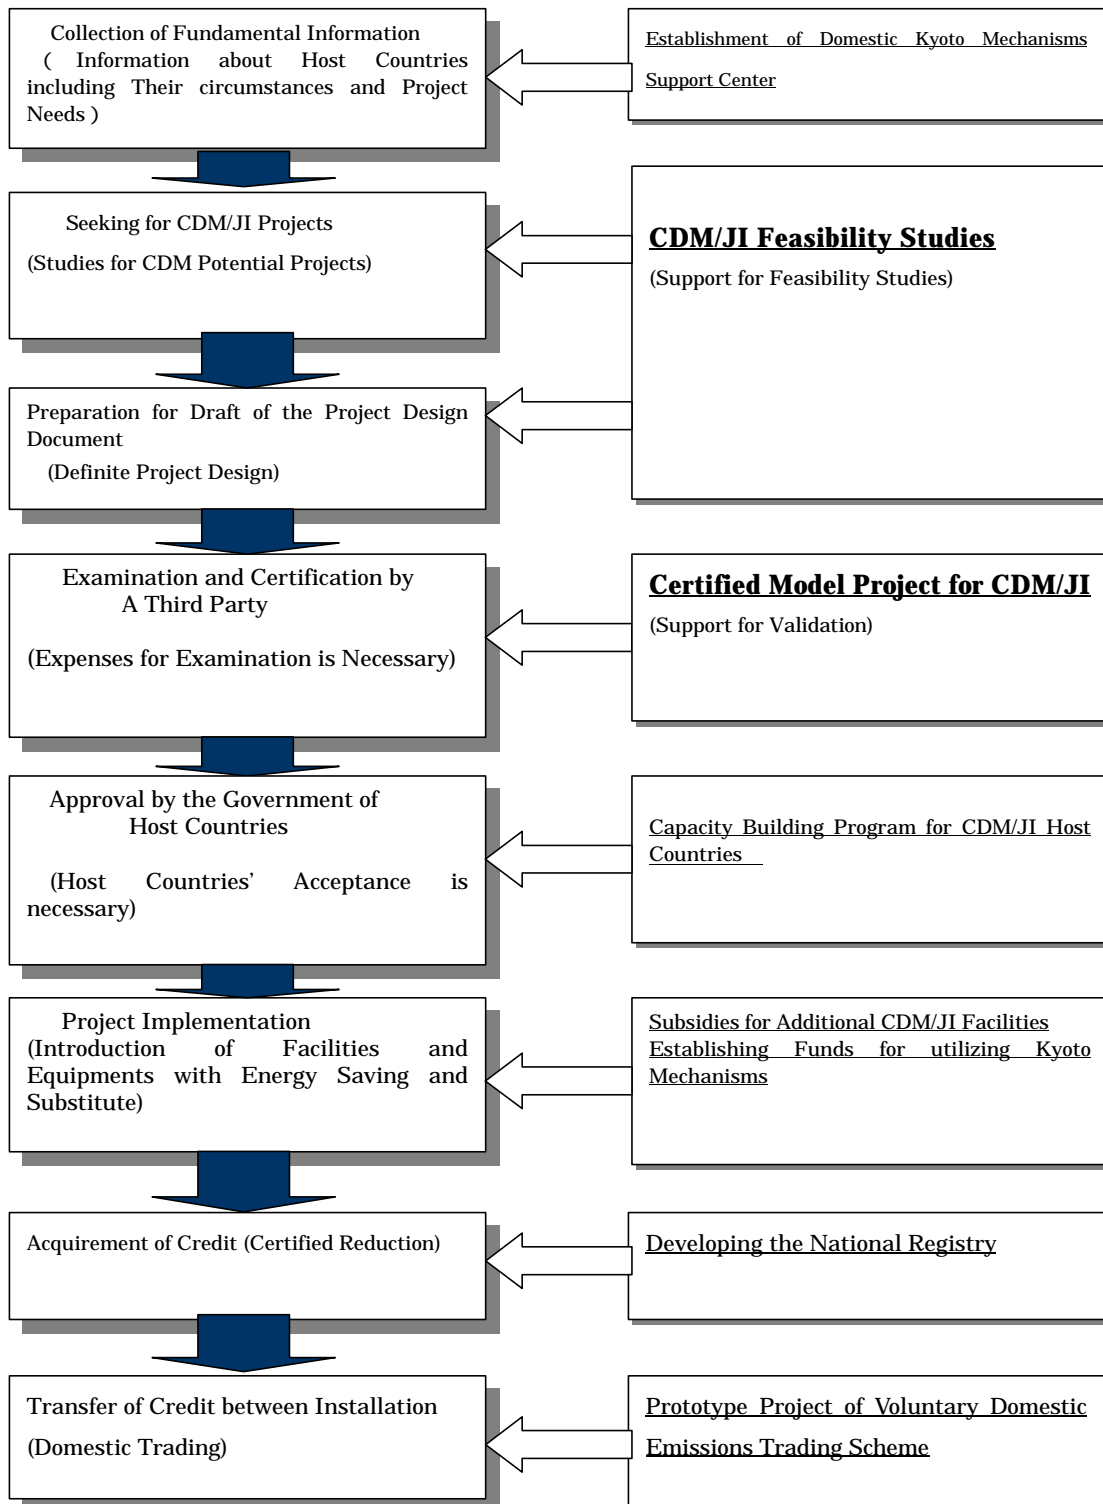 Collection of Fundamental Information
( Information about Host Countries
including Their circumstances and Project
Needs )
Establishment of Domestic Kyoto Mechanisms
Support Center
Seeking for CDM/JI Projects
(Studies for CDM Potential Projects)
CDM/JI Feasibility Studies
(Support for Feasibility Studies)
Preparation for Draft of the Project Design
Document
(Definite Project Design)
Examination and Certification by
A Third Party
(Expenses for Examination is Necessary)
Certified Model Project for CDM/JI
(Support for Validation)
Approval by the Government of
Host Countries
(Host Countries’ Acceptance is
necessary)
Capacity Building Program for CDM/JI Host
Countries
Project Implementation
(Introduction of Facilities and
Equipments with Energy Saving and
Substitute)
Subsidies for Additional CDM/JI Facilities
Establishing Funds for utilizing Kyoto
Mechanisms
Acquirement of Credit (Certified Reduction)
Developing the National Registry
Transfer of Credit between Installation
(Domestic Trading)
Prototype Project of Voluntary Domestic
Emissions Trading Scheme